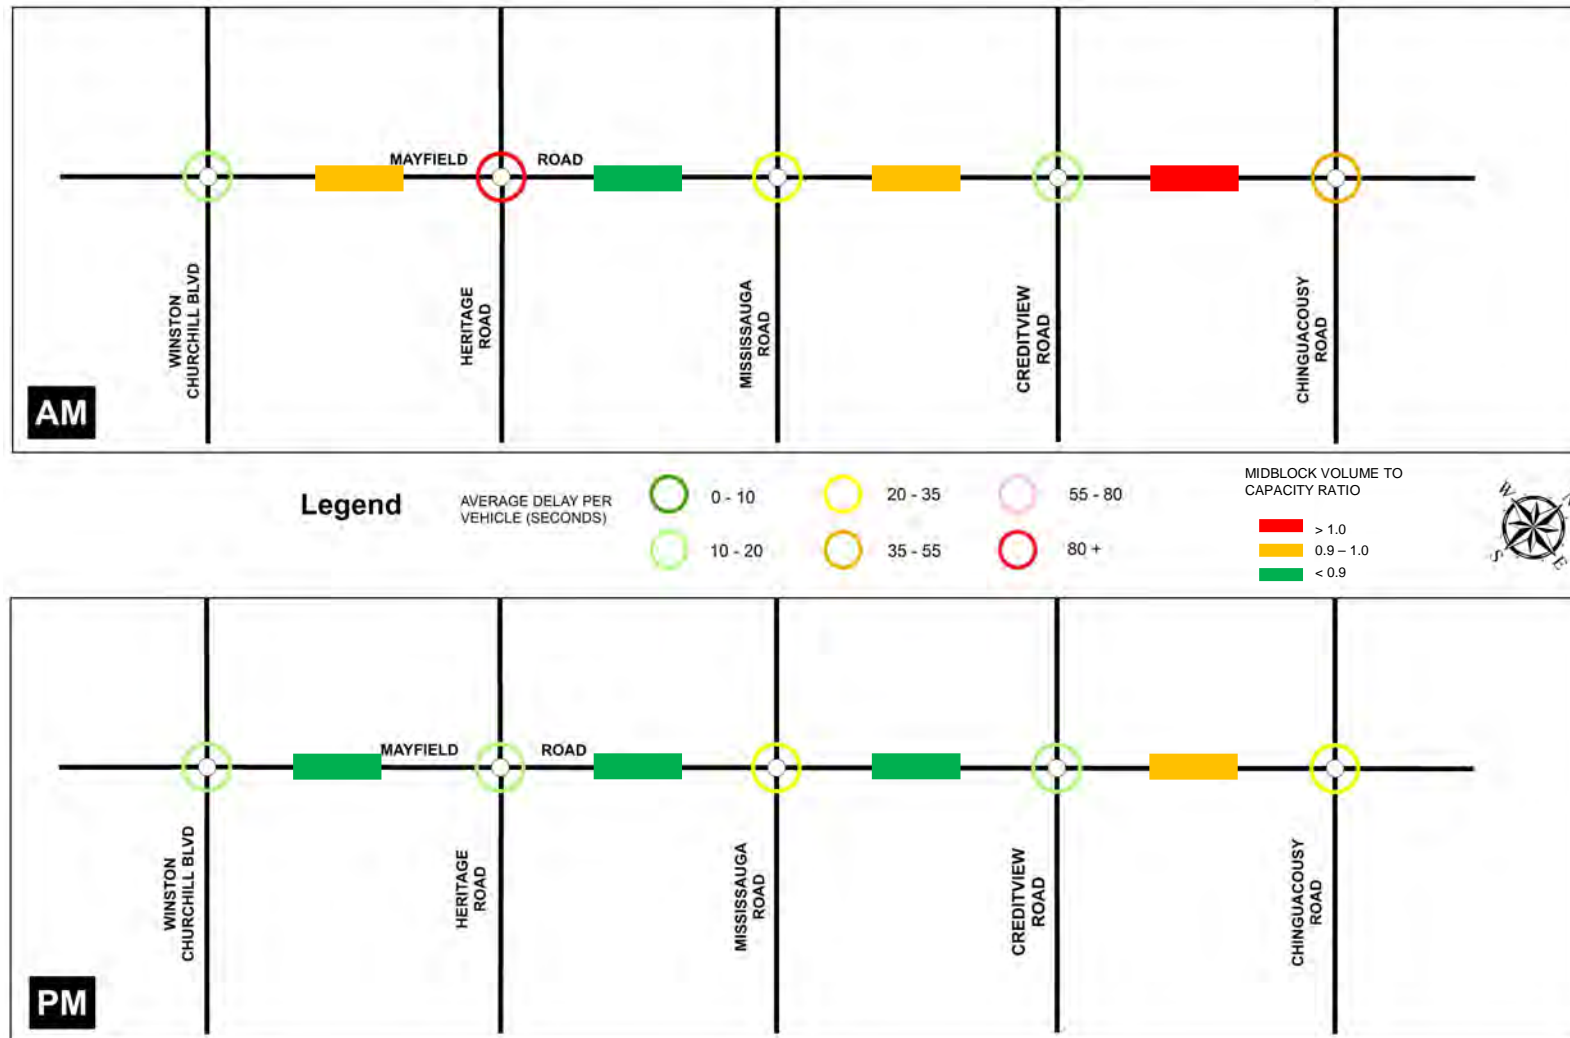 MAYFIELD ROAD
WINSTON
CHURCHILL BLVD
HERITAGE
ROAD
MISSISSAUGA
ROAD
CREDITVIEW
ROAD
CHINGUACOUSY
ROAD
AM
Legend
AVERAGE DELAY PER
VEHICLE (SECONDS)
0 - 10
20 - 35
55 - 80
10 - 20
35 - 55
80 +
MIDBLOCK VOLUME TO
CAPACITY RATIO
> 1.0
0.9 – 1.0
< 0.9
W
N
S
E
MAYFIELD ROAD
WINSTON
CHURCHILL BLVD
HERITAGE
ROAD
MISSISSAUGA
ROAD
CREDITVIEW
ROAD
CHINGUACOUSY
ROAD
PM